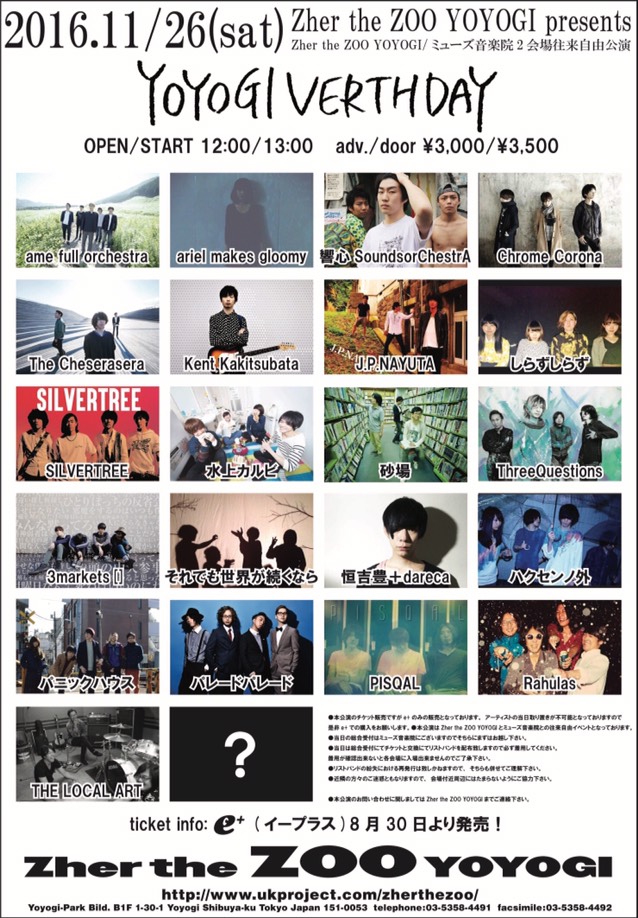 2016.11/26(sat)
Zher the ZOO YOYOGI presents
Zher the ZOO YOYOGI/ミューズ音楽院2会場往来自由公演
YOYOGI VERTHDAY
OPEN/START 12:00/13:00 adv./door ¥3,000/¥3,500
ame full orchestra
ariel makes gloomy
響心 SoundsorChestrA
Chrome Corona
The Cheserasera
Kent Kakitsubata
J.P.NAYUTA
しらずしらず
SILVERTREE
SILVERTREE
水上カルビ
砂場
ThreeQuestions
3markets[]
それでも世界が続くなら
恒吉豊+dareca
ハクセンノ外
パニックハウス
パレードパレード
PISQAL
PISQAL
Rahulas
THE LOCAL ART
?
●本公演のチケット販売ですが e+ のみの販売となっております。アーティストの当日取り置きが不可能となっておりますので
是非 e+ での購入をお願いします。●本公演は Zher the ZOO YOYOGI とミューズ音楽院との往来自由イベントとなっております。
●当日の総合受付はミューズ音楽院にございますのでそちらにまずはお越し下さい。
●当日は総合受付にてチケットと交換にてリストバンドを配布致しますので必ず着用してください。
着用が確認出来ないと各会場に入場出来ませんのでご了承下さい。
●リストバンドの紛失における再発行は致しかねますので、そちらも併せてご理解下さい。
●近隣の方々のご迷惑ともなりますので、会場付近周辺にはたまらないようにご協力下さい。
●本公演のお問い合わせに関しましては Zher the ZOO YOYOGI までご連絡下さい。
ticket info: e+ (イープラス) 8月30日より発売!
Zher the ZOO YOYOGI
http://www.ukproject.com/zherthezoo/
Yoyogi-Park Bild. B1F 1-30-1 Yoyogi Shibuya-ku Tokyo Japan 151-0053 telephone:03-5358-4491 facsimile:03-5358-4492